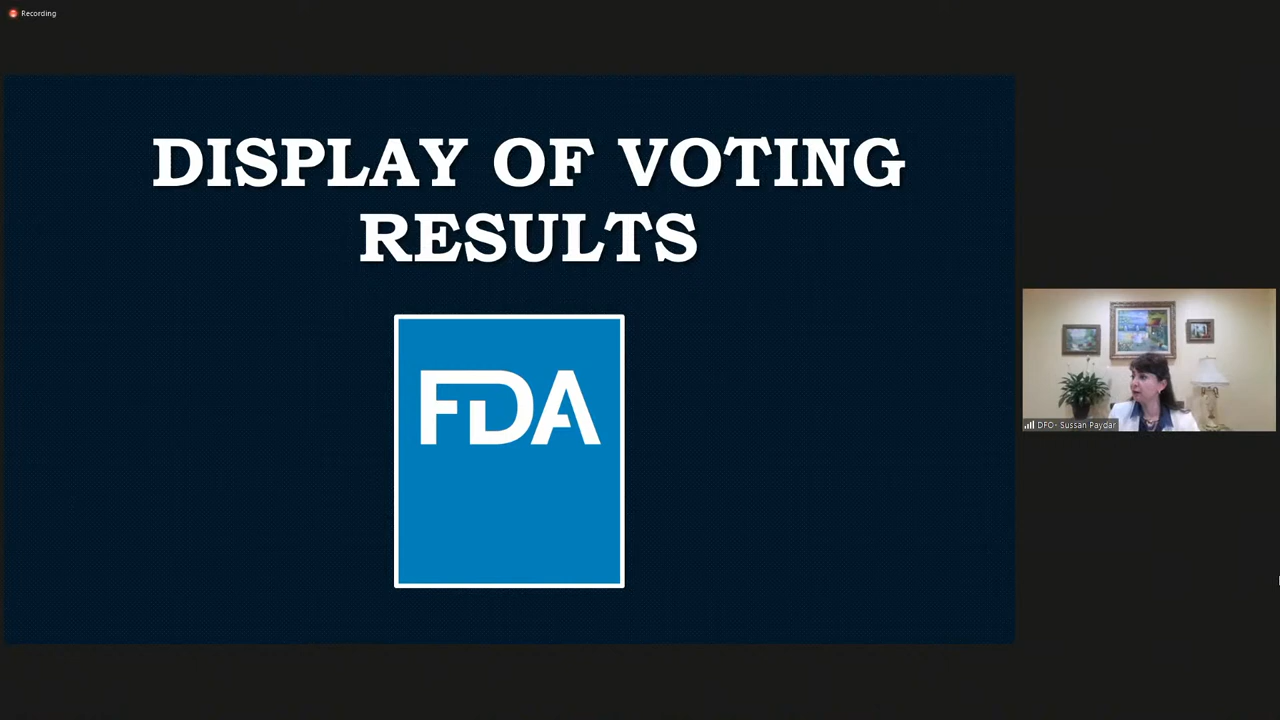 Recording
DISPLAY OF VOTING
RESULTS
FDA
DFO- Sussan Paydar